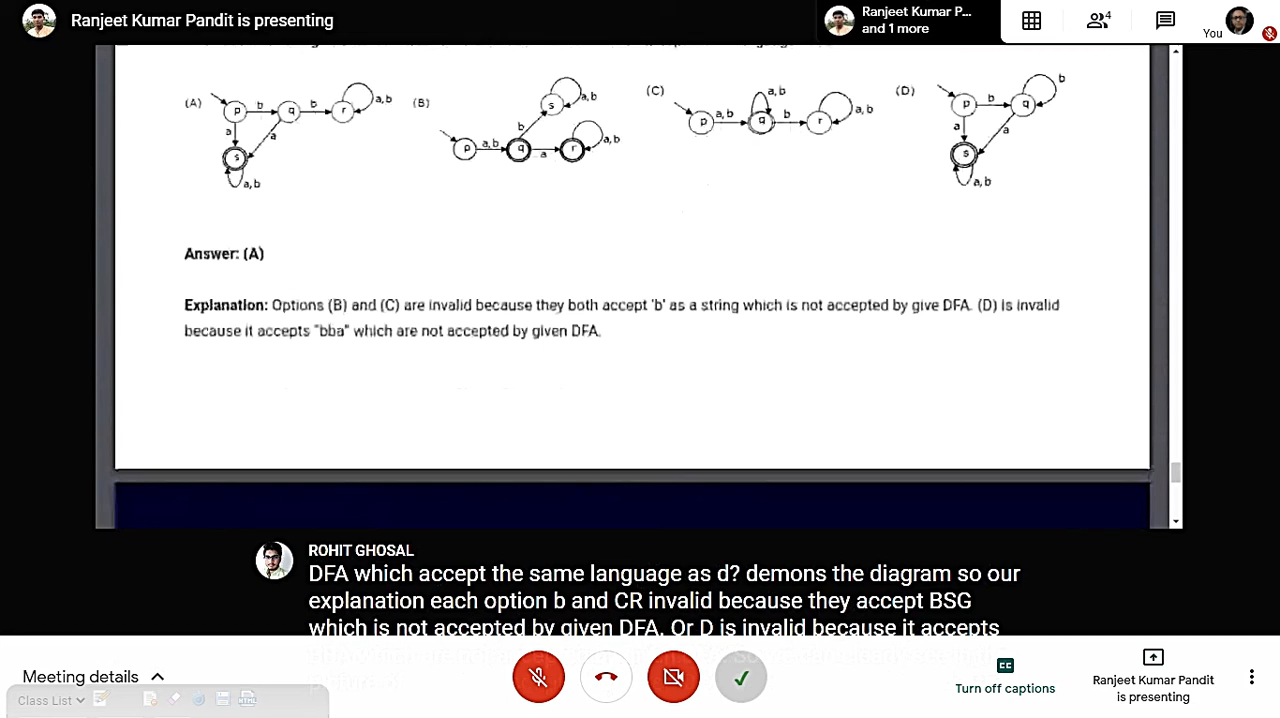 Ranjeet Kumar Pandit is presenting
Ranjeet Kumar P...
and 1 more
4
You
(A) p b q b r a,b
a a
s
a,b
(B) s a,b
b
p a,b q a r a,b
(C) a,b
p a,b q b r a,b
(D) p b q b
a a
s
a,b
Answer: (A)
Explanation: Options (B) and (C) are invalid because they both accept 'b' as a string which is not accepted by give DFA. (D) is invalid
because it accepts "bba" which are not accepted by given DFA.
ROHIT GHOSAL
DFA which accept the same language as d? demons the diagram so our
explanation each option b and CR invalid because they accept BSG
which is not accepted by given DFA. Or D is invalid because it accepts
Meeting details
Class List
Turn off captions
Ranjeet Kumar Pandit
is presenting